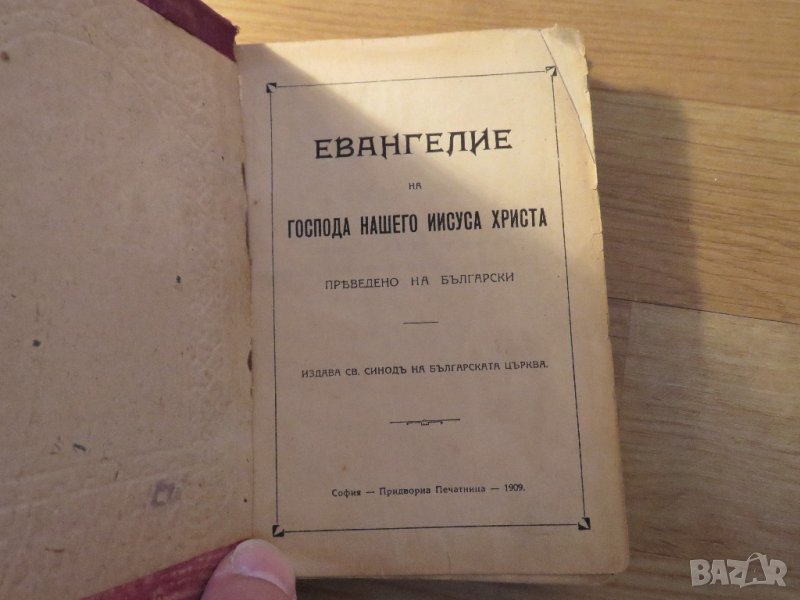 ЕВАНГЕЛИЕ
НА
ГОСПОДА НАШЕГО ИИСУСА ХРИСТА
ПРѢВЕДЕНО НА БЪЛГАРСКИ
ИЗДАВА СВ. СИНОДЪ НА БЪЛГАРСКАТА ЦЪРКВА.
София — Придворна Печатница — 1909.
BAZAR